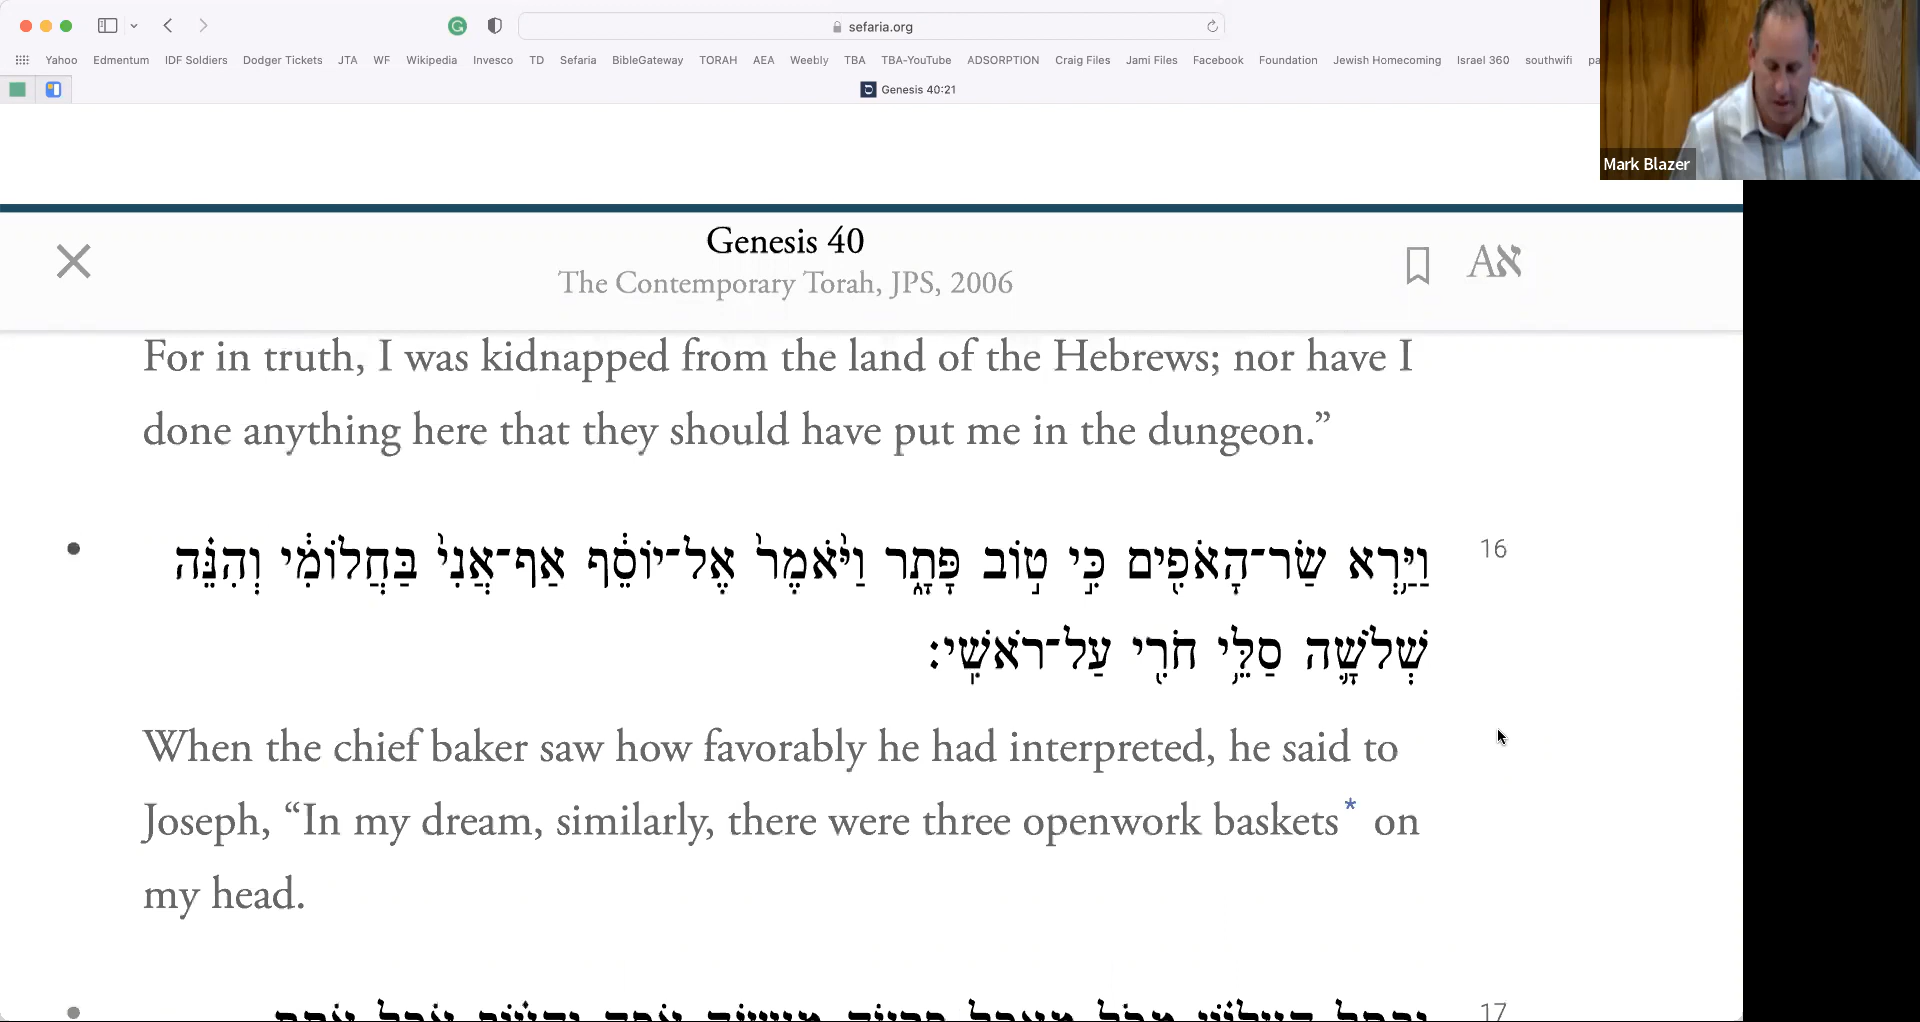 sefaria.org
Yahoo Edmentum IDF Soldiers Dodger Tickets JTA WF Wikipedia Invesco TD Sefaria BibleGateway TORAH AEA Weebly TBA TBA-YouTube ADSORPTION Craig Files Jami Files Facebook Foundation Jewish Homecoming Israel 360 southwifi
Genesis 40:21
Mark Blazer
Genesis 40
The Contemporary Torah, JPS, 2006
Aא
For in truth, I was kidnapped from the land of the Hebrews; nor have I
done anything here that they should have put me in the dungeon.”
16
וַיַּ֥רְא שַׂר־הָאֹפִ֖ים כִּ֣י ט֣וֹב פָּתָ֑ר וַיֹּ֙אמֶר֙ אֶל־יוֹסֵ֔ף אַף־אֲנִי֙ בַּחֲלוֹמִ֔י וְהִנֵּ֗ה
שְׁלֹשָׁ֛ה סַלֵּ֥י חֹרִ֖י עַל־רֹאשִֽׁי׃
When the chief baker saw how favorably he had interpreted, he said to
Joseph, “In my dream, similarly, there were three openwork baskets* on
my head.
17